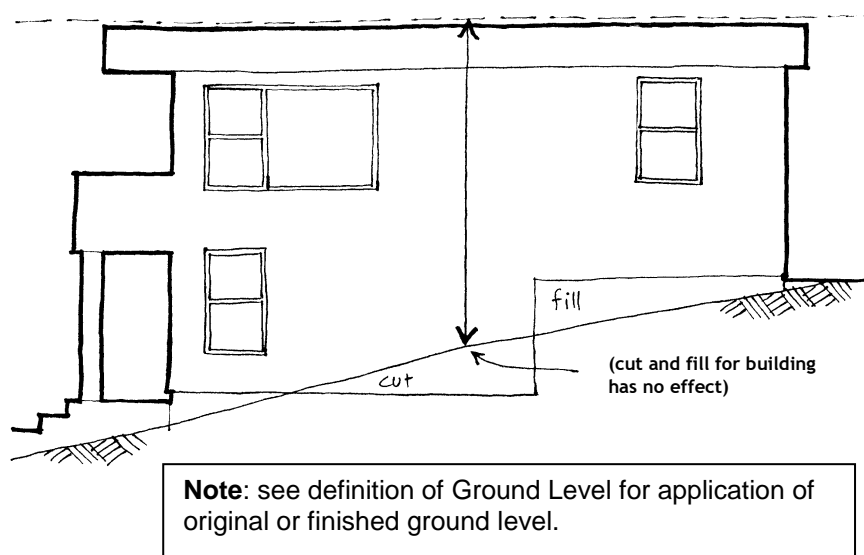 fill
(cut and fill for building
has no effect)
cut
Note: see definition of Ground Level for application of
original or finished ground level.